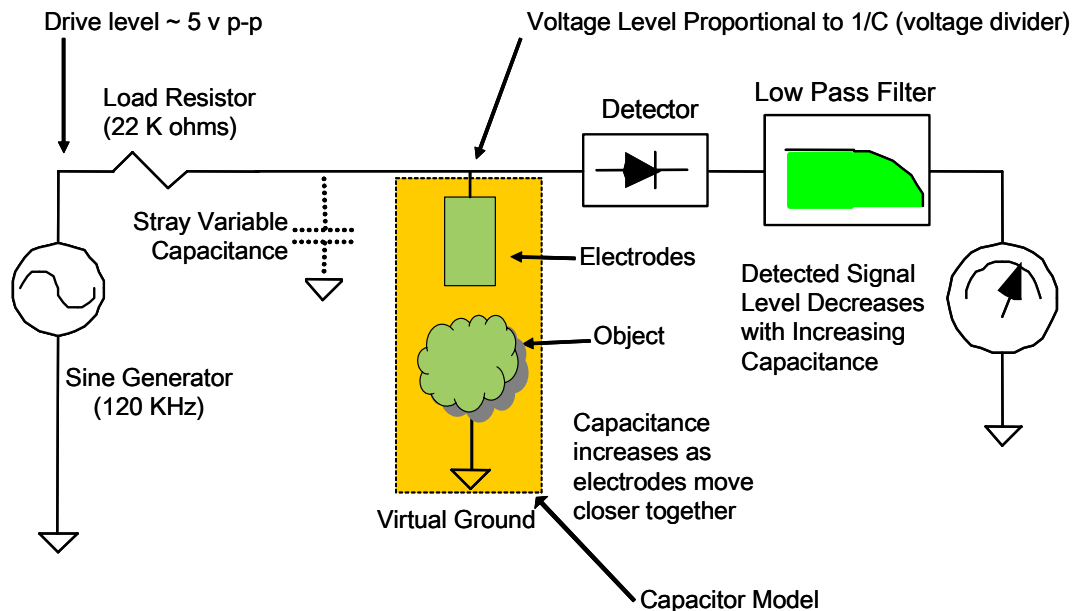 Drive level ~ 5 v p-p
Voltage Level Proportional to 1/C (voltage divider)
Load Resistor
(22 K ohms)
Detector
Low Pass Filter
Stray Variable
Capacitance
Electrodes
Detected Signal
Level Decreases
with Increasing
Capacitance
Object
Sine Generator
(120 KHz)
Capacitance
increases as
electrodes move
closer together
Virtual Ground
Capacitor Model